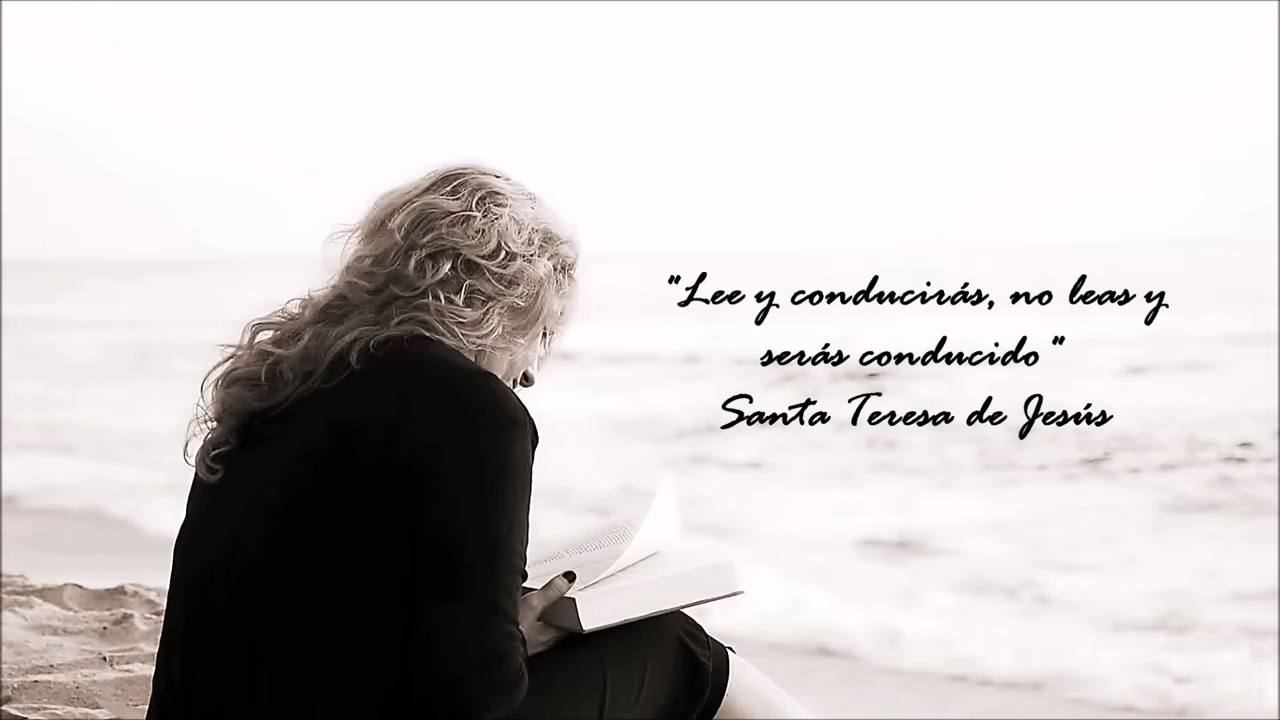 "Lee y conducirás, no leas y
serás conducido"
Santa Teresa de Jesús